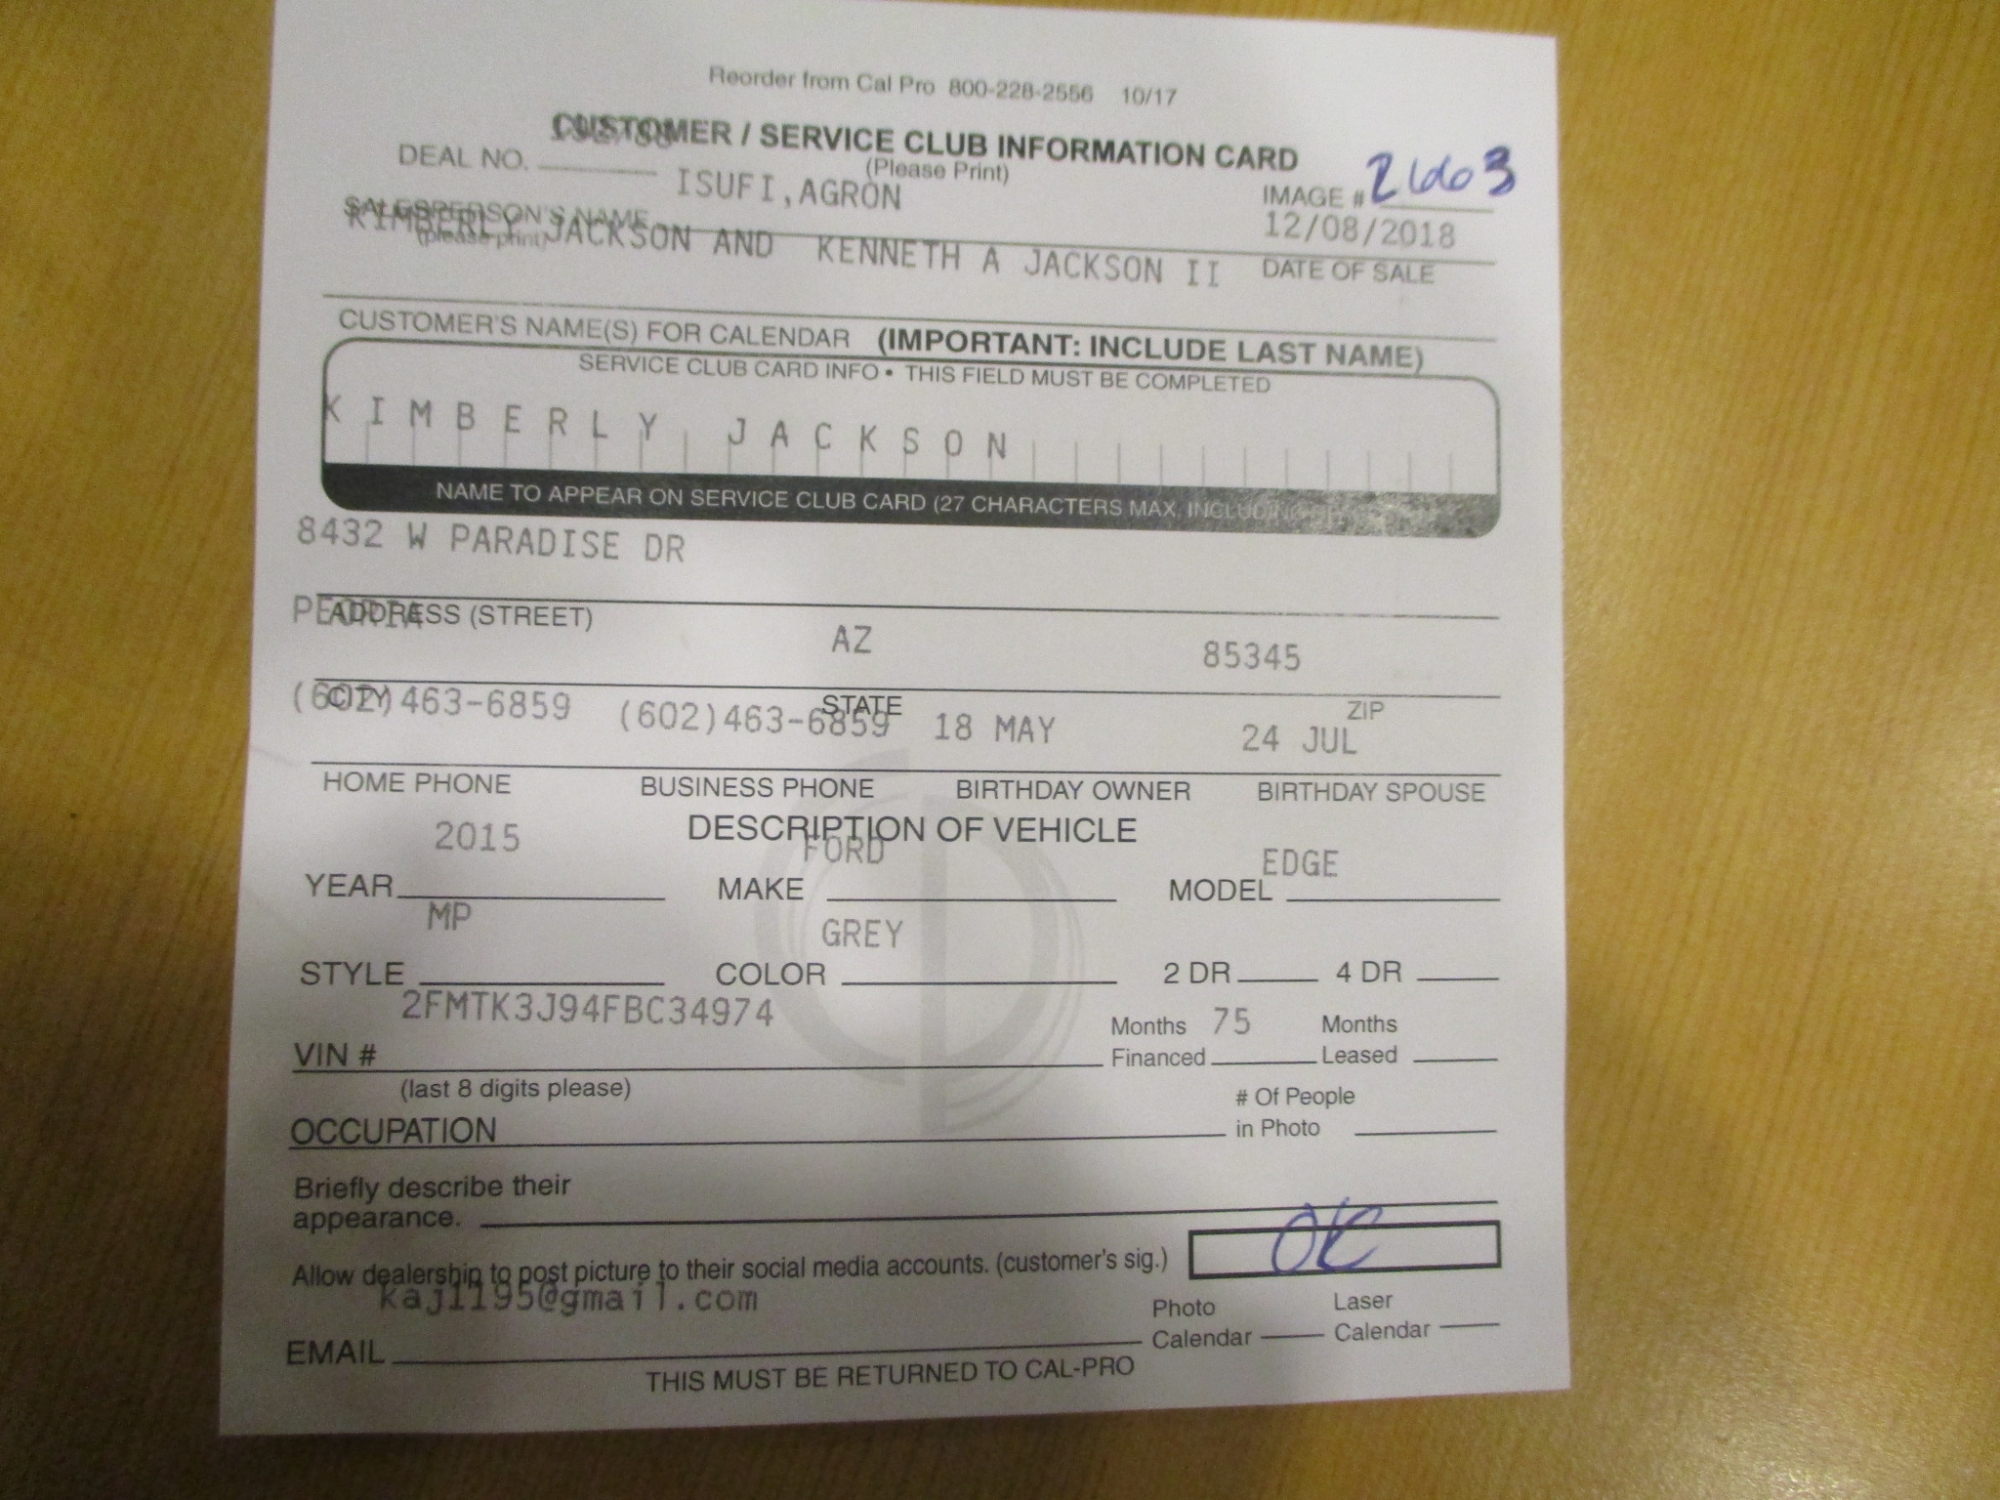 Reorder from Cal Pro 800-228-2556 10/17
CUSTOMER / SERVICE CLUB INFORMATION CARD
(Please Print)
DEAL NO.
ISUFI,AGRON
IMAGE #
SALESPERSON'S NAME
(please print)
12/08/2018
KIMBERLY JACKSON AND KENNETH A JACKSON II
DATE OF SALE
CUSTOMER'S NAME(S) FOR CALENDAR (IMPORTANT: INCLUDE LAST NAME)
SERVICE CLUB CARD INFO • THIS FIELD MUST BE COMPLETED
KIMBERLY JACKSON
NAME TO APPEAR ON SERVICE CLUB CARD (27 CHARACTERS MAX, INCLUDING
8432 W PARADISE DR
ADDRESS (STREET)
PEORIA AZ 85345
CITY STATE ZIP
(602)463-6859 (602)463-6859 18 MAY 24 JUL
HOME PHONE BUSINESS PHONE BIRTHDAY OWNER BIRTHDAY SPOUSE
DESCRIPTION OF VEHICLE
2015 FORD EDGE
YEAR MAKE MODEL
MP GREY
STYLE COLOR 2 DR 4 DR
2FMTK3J94FBC34974
Months 75 Months
VIN # Financed Leased
(last 8 digits please)
# Of People
OCCUPATION in Photo
Briefly describe their
appearance.
OK
Allow dealership to post picture to their social media accounts. (customer's sig.)
kaj1195@gmail.com
Photo Laser
EMAIL Calendar Calendar
THIS MUST BE RETURNED TO CAL-PRO